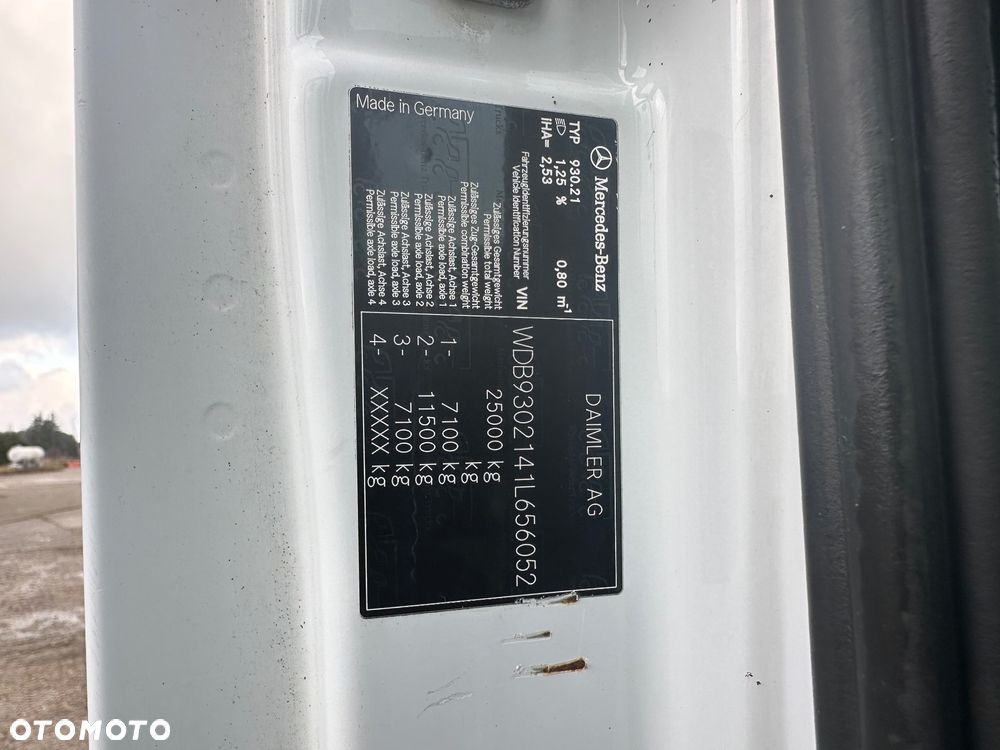 Mercedes-Benz
DAIMLER AG
TYP 930.21
1,25 % 0,80 m-1
IHA= 2,53
Fahrzeugidentifizierungsnummer
Vehicle Identification Number VIN WDB9302141L656052
Zulässiges Gesamtgewicht
Permissible total weight 25000 kg
Zulässiges Zug-Gesamtgewicht
Permissible combination weight kg
Zulässige Achslast, Achse 1
Permissible axle load, axle 1 1- 7100 kg
Zulässige Achslast, Achse 2
Permissible axle load, axle 2 2- 11500 kg
Zulässige Achslast, Achse 3
Permissible axle load, axle 3 3- 7100 kg
Zulässige Achslast, Achse 4
Permissible axle load, axle 4 4- XXXXX kg
Made in Germany
OTOMOTO